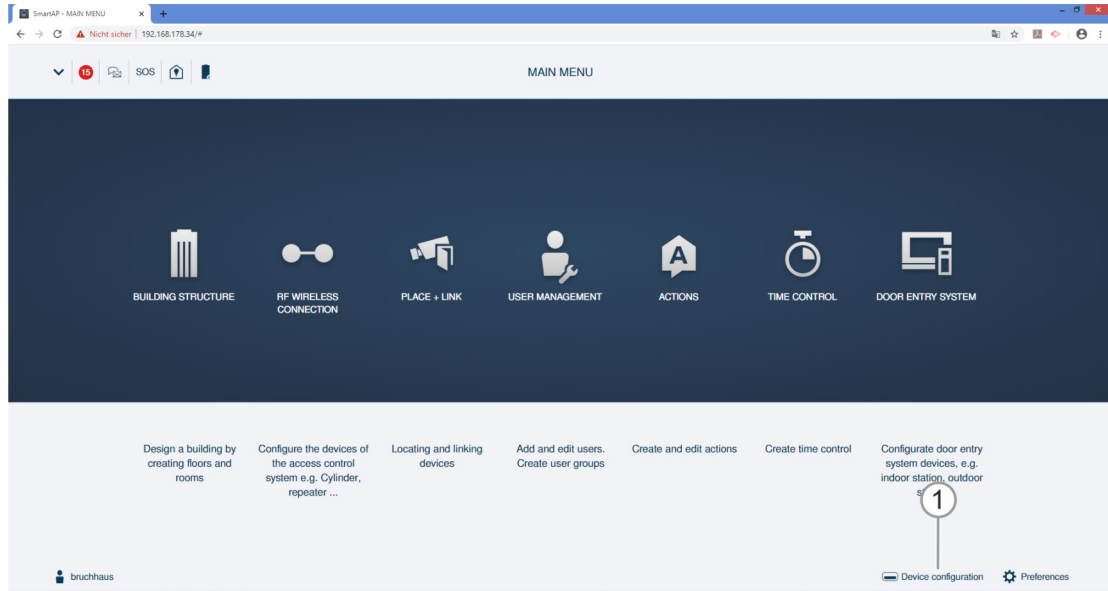 SmartAP - MAIN MENU
Nicht sicher | 192.168.178.34/#
15
SOS
MAIN MENU
BUILDING STRUCTURE
RF WIRELESS
CONNECTION
PLACE + LINK
USER MANAGEMENT
A
ACTIONS
TIME CONTROL
DOOR ENTRY SYSTEM
Design a building by
creating floors and
rooms
Configure the devices of
the access control
system e.g. Cylinder,
repeater ...
Locating and linking
devices
Add and edit users.
Create user groups
Create and edit actions
Create time control
Configurate door entry
system devices, e.g.
indoor station, outdoor
1
bruchhaus
Device configuration
Preferences